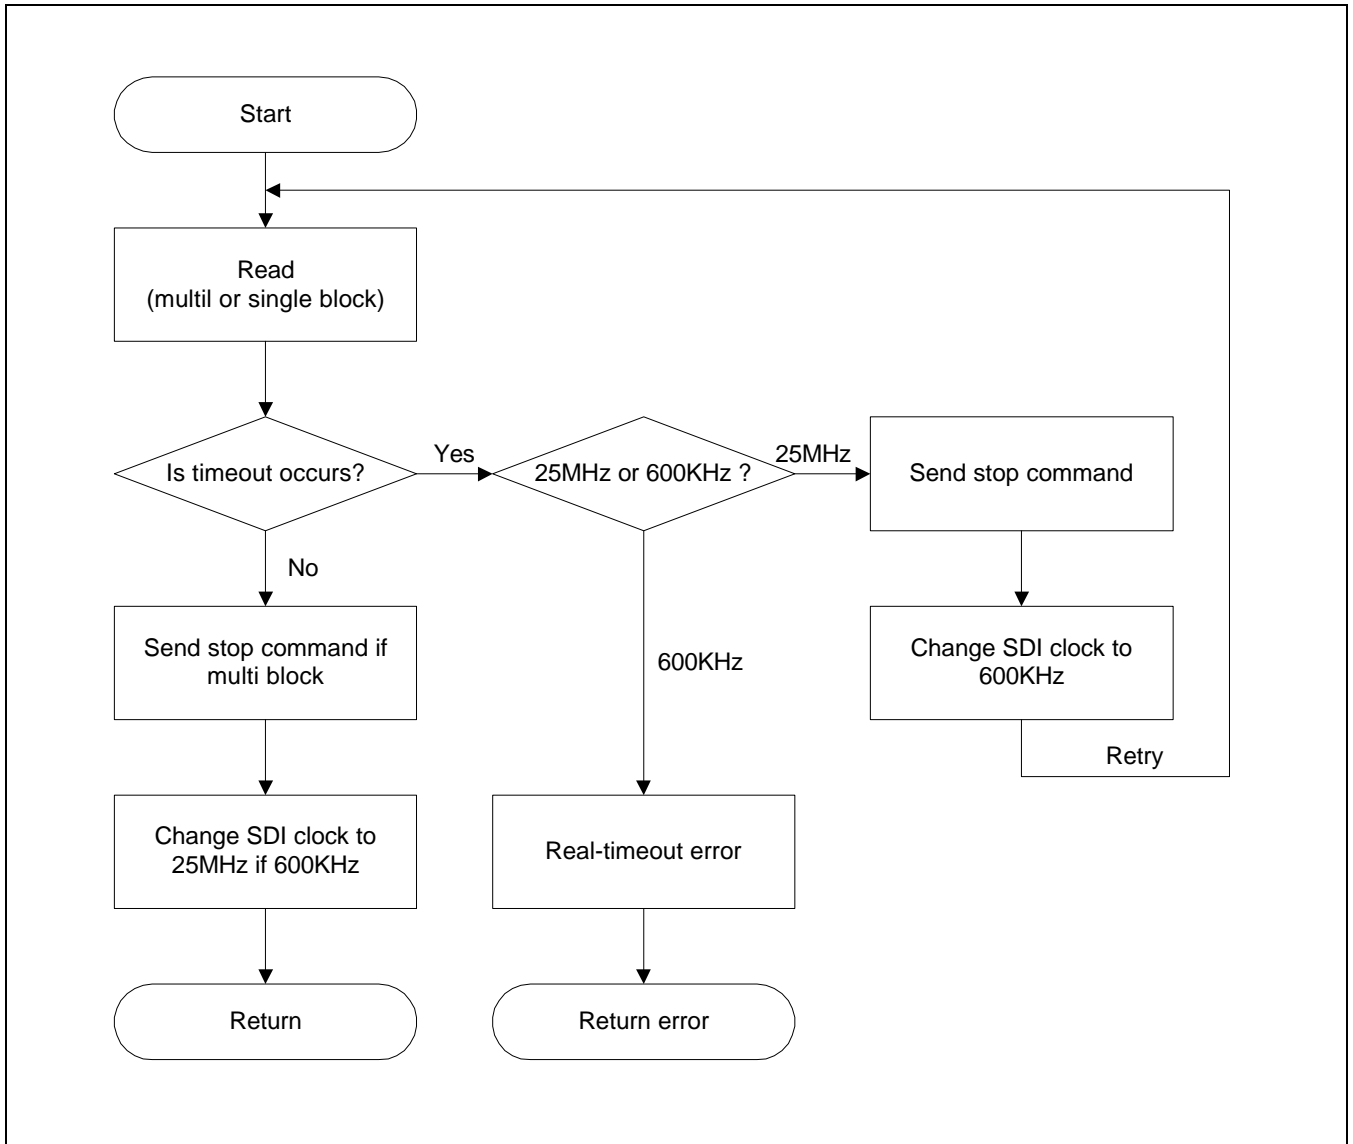 Start
Read
(multil or single block)
Is timeout occurs?
Yes
25MHz or 600KHz ?
25MHz
Send stop command
No
Send stop command if
multi block
600KHz
Change SDI clock to
600KHz
Retry
Change SDI clock to
25MHz if 600KHz
Real-timeout error
Return
Return error